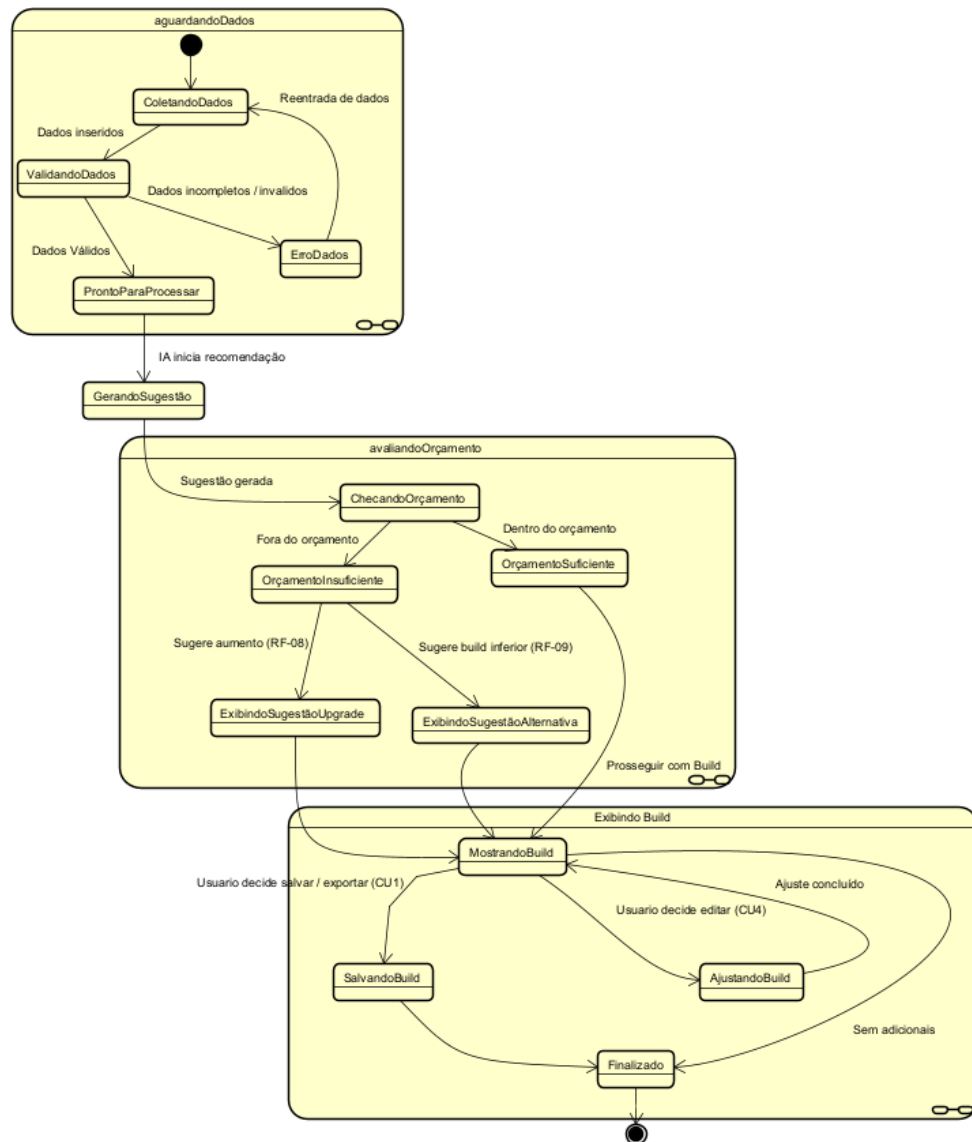 aguardandoDados
ColetandoDados
Reentrada de dados
Dados inseridos
ValidandoDados
Dados incompletos / invalidos
Dados Válidos
ErroDados
ProntoParaProcessar
IA inicia recomendação
GerandoSugestão
avaliandoOrçamento
Sugestão gerada
ChecandoOrçamento
Fora do orçamento
Dentro do orçamento
OrçamentoInsuficiente
OrçamentoSuficiente
Sugere aumento (RF-08)
Sugere build inferior (RF-09)
ExibindoSugestãoUpgrade
ExibindoSugestãoAlternativa
Prosseguir com Build
Exibindo Build
MostrandoBuild
Usuario decide salvar / exportar (CU1)
Ajuste concluído
Usuario decide editar (CU4)
SalvandoBuild
AjustandoBuild
Sem adicionais
Finalizado